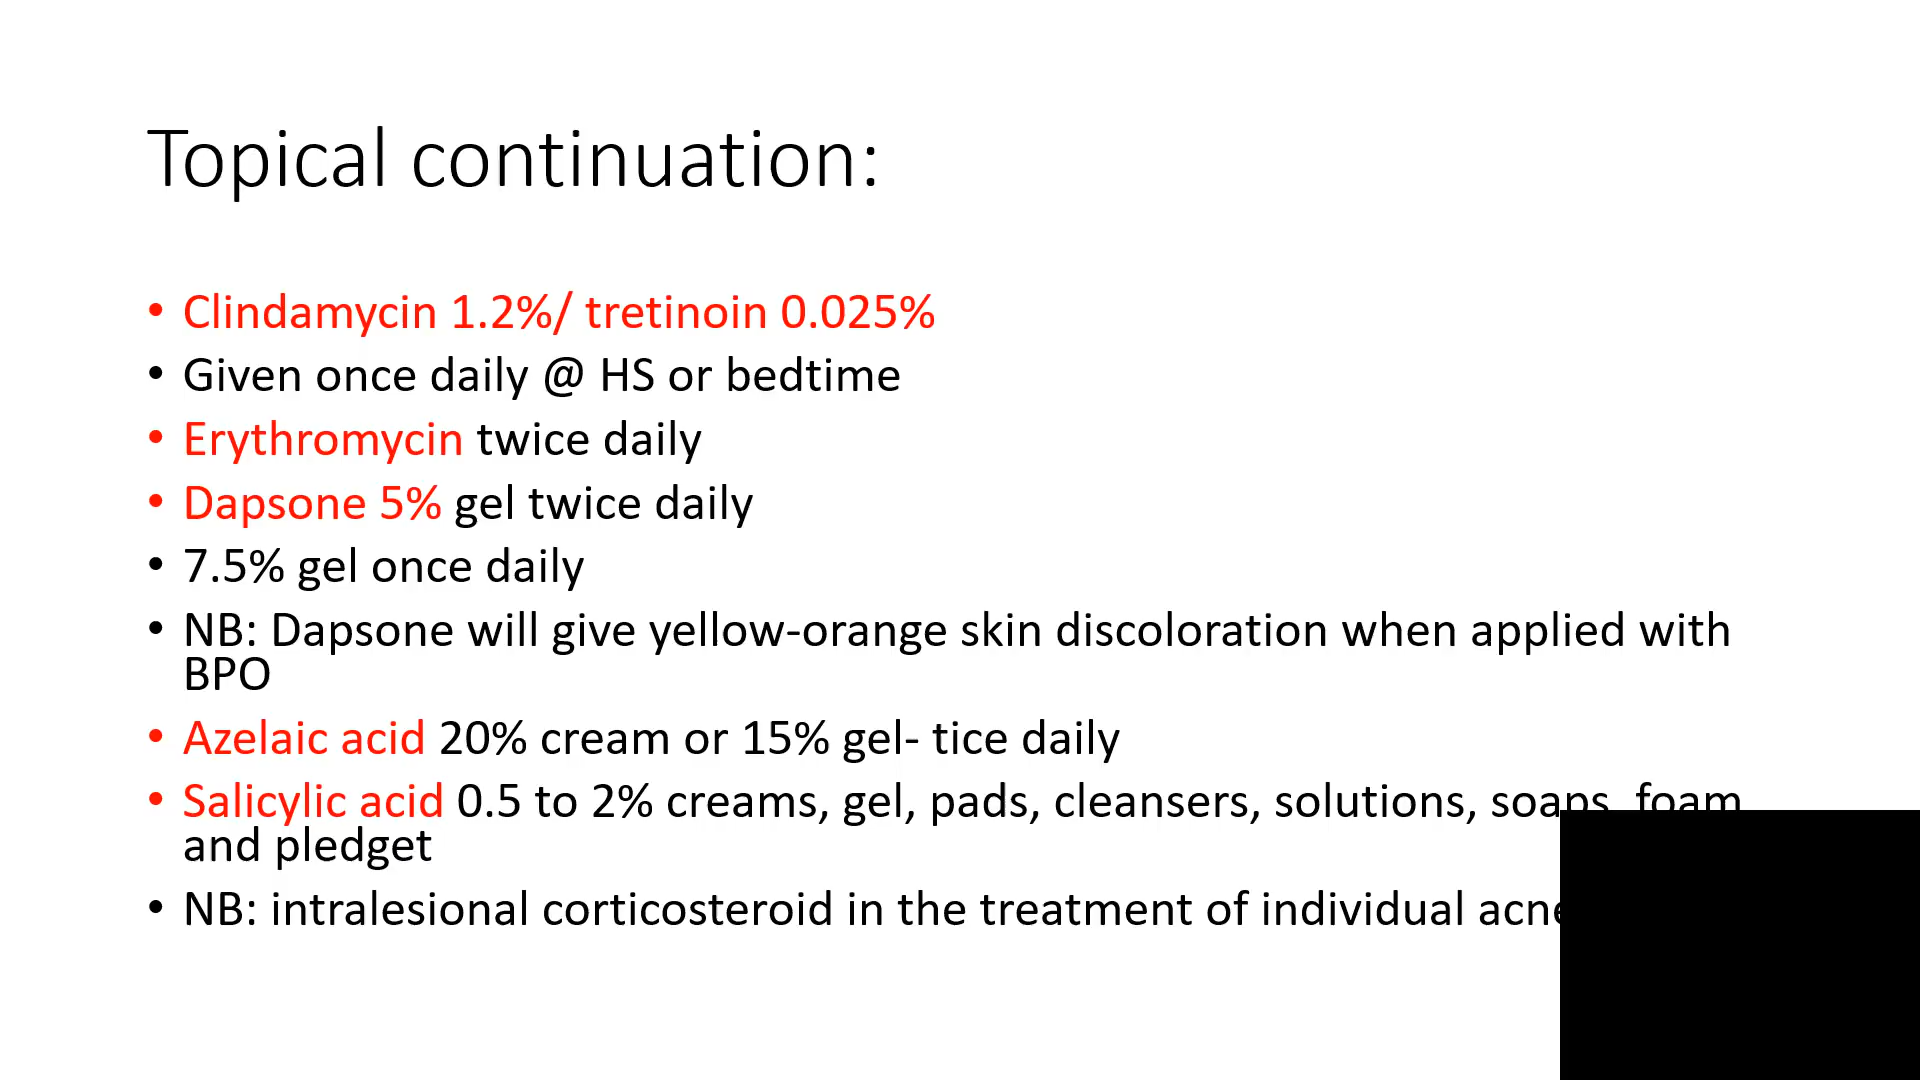 Topical continuation:
• Clindamycin 1.2%/ tretinoin 0.025%
• Given once daily @ HS or bedtime
• Erythromycin twice daily
• Dapsone 5% gel twice daily
• 7.5% gel once daily
• NB: Dapsone will give yellow-orange skin discoloration when applied with
BPO
• Azelaic acid 20% cream or 15% gel- tice daily
• Salicylic acid 0.5 to 2% creams, gel, pads, cleansers, solutions, soaps, foam
and pledget
• NB: intralesional corticosteroid in the treatment of individual acne